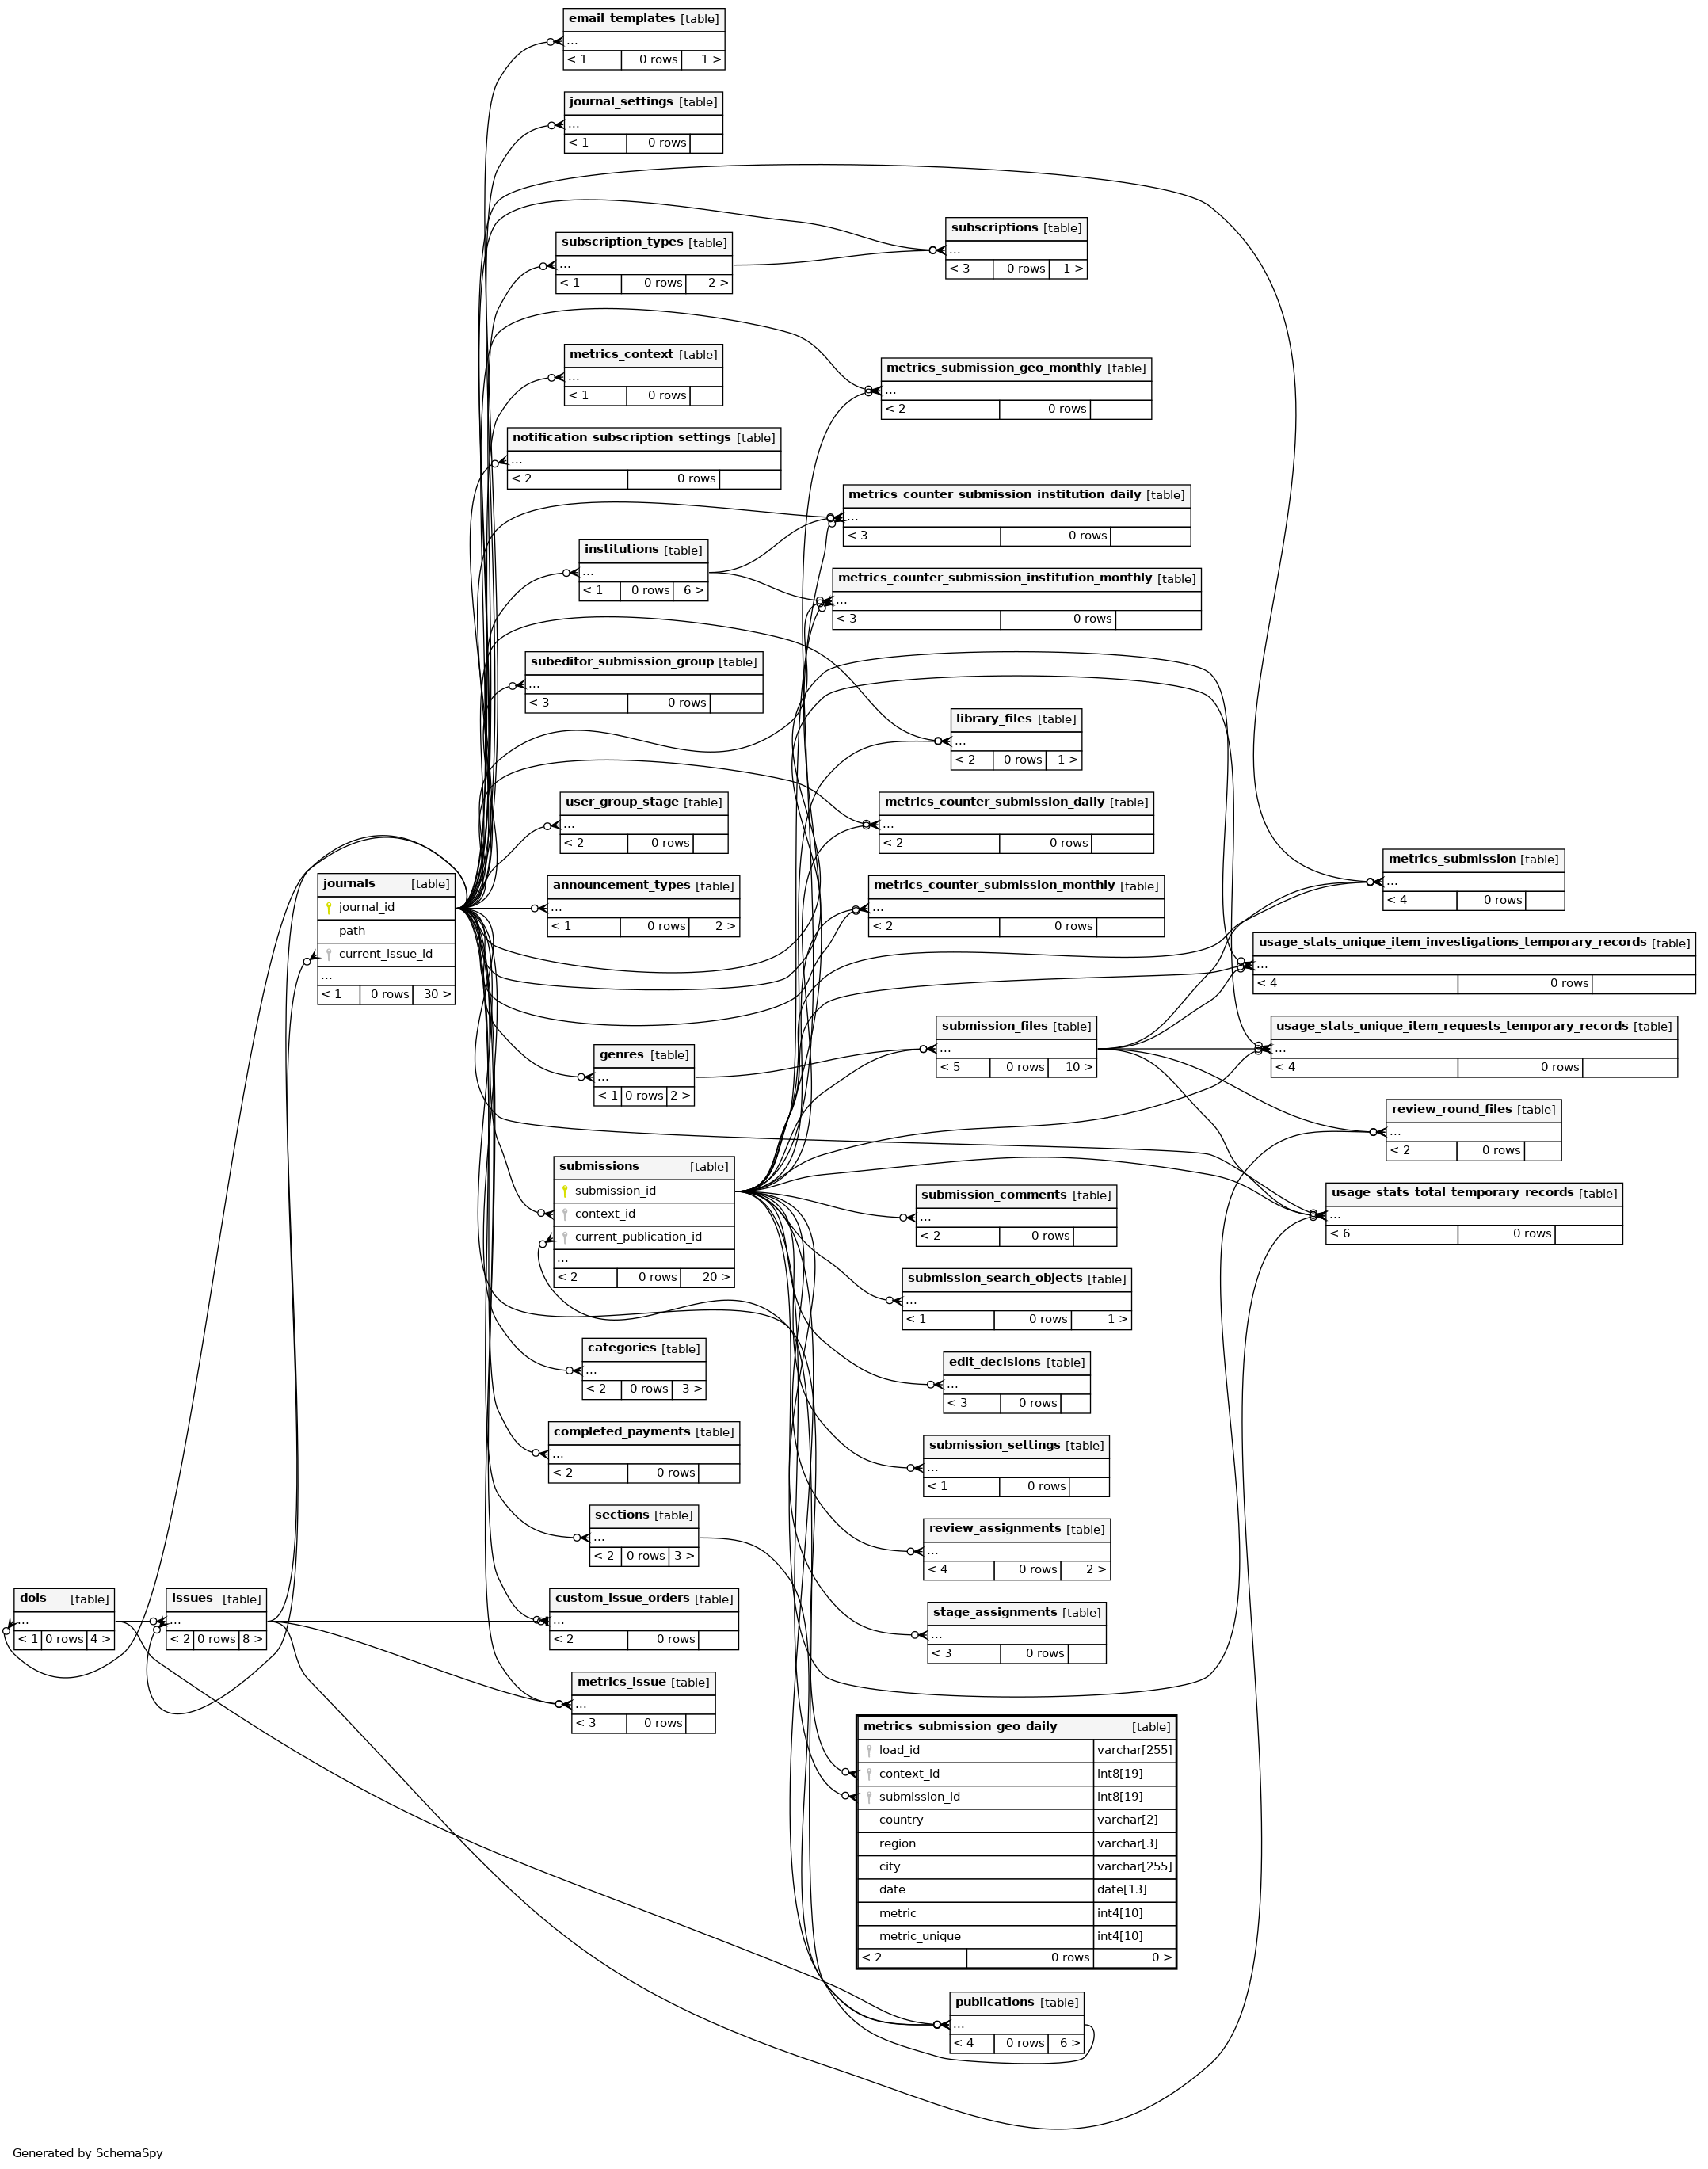 email_templates [table]
...
< 1 0 rows 1 >
journal_settings [table]
...
< 1 0 rows
subscriptions [table]
...
< 3 0 rows 1 >
subscription_types [table]
...
< 1 0 rows 2 >
metrics_context [table]
...
< 1 0 rows
metrics_submission_geo_monthly [table]
...
< 2 0 rows
notification_subscription_settings [table]
...
< 2 0 rows
metrics_counter_submission_institution_daily [table]
...
< 3 0 rows
institutions [table]
...
< 1 0 rows 6 >
metrics_counter_submission_institution_monthly [table]
...
< 3 0 rows
subeditor_submission_group [table]
...
< 3 0 rows
library_files [table]
...
< 2 0 rows 1 >
user_group_stage [table]
...
< 2 0 rows
metrics_counter_submission_daily [table]
...
< 2 0 rows
metrics_submission [table]
...
< 4 0 rows
journals [table]
journal_id
path
current_issue_id
...
< 1 0 rows 30 >
announcement_types [table]
...
< 1 0 rows 2 >
metrics_counter_submission_monthly [table]
...
< 2 0 rows
usage_stats_unique_item_investigations_temporary_records [table]
...
< 4 0 rows
submission_files [table]
...
< 5 0 rows 10 >
usage_stats_unique_item_requests_temporary_records [table]
...
< 4 0 rows
genres [table]
...
< 1 0 rows 2 >
review_round_files [table]
...
< 2 0 rows
submissions [table]
submission_id
context_id
current_publication_id
...
< 2 0 rows 20 >
submission_comments [table]
...
< 2 0 rows
usage_stats_total_temporary_records [table]
...
< 6 0 rows
submission_search_objects [table]
...
< 1 0 rows 1 >
categories [table]
...
< 2 0 rows 3 >
edit_decisions [table]
...
< 3 0 rows
completed_payments [table]
...
< 2 0 rows
submission_settings [table]
...
< 1 0 rows
sections [table]
...
< 2 0 rows 3 >
review_assignments [table]
...
< 4 0 rows 2 >
dois [table]
...
< 1 0 rows 4 >
issues [table]
...
< 2 0 rows 8 >
custom_issue_orders [table]
...
< 2 0 rows
stage_assignments [table]
...
< 3 0 rows
metrics_issue [table]
...
< 3 0 rows
metrics_submission_geo_daily [table]
load_id varchar[255]
context_id int8[19]
submission_id int8[19]
country varchar[2]
region varchar[3]
city varchar[255]
date date[13]
metric int4[10]
metric_unique int4[10]
< 2 0 rows 0 >
publications [table]
...
< 4 0 rows 6 >
Generated by SchemaSpy